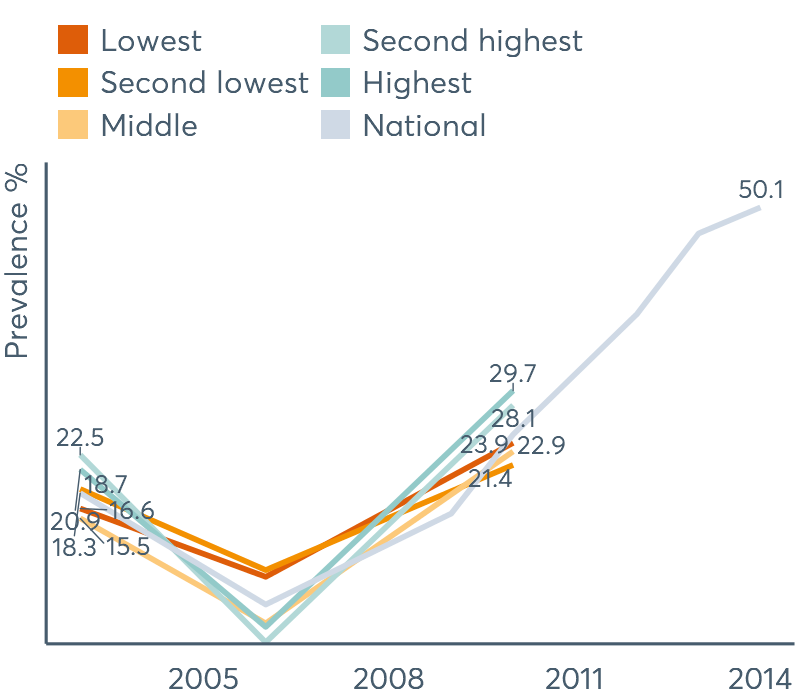 Lowest
Second lowest
Middle
Second highest
Highest
National
Prevalence %
50.1
29.7
28.1
23.9
22.9
21.4
22.5
18.7
16.6
20.9
18.3
15.5
2005
2008
2011
2014